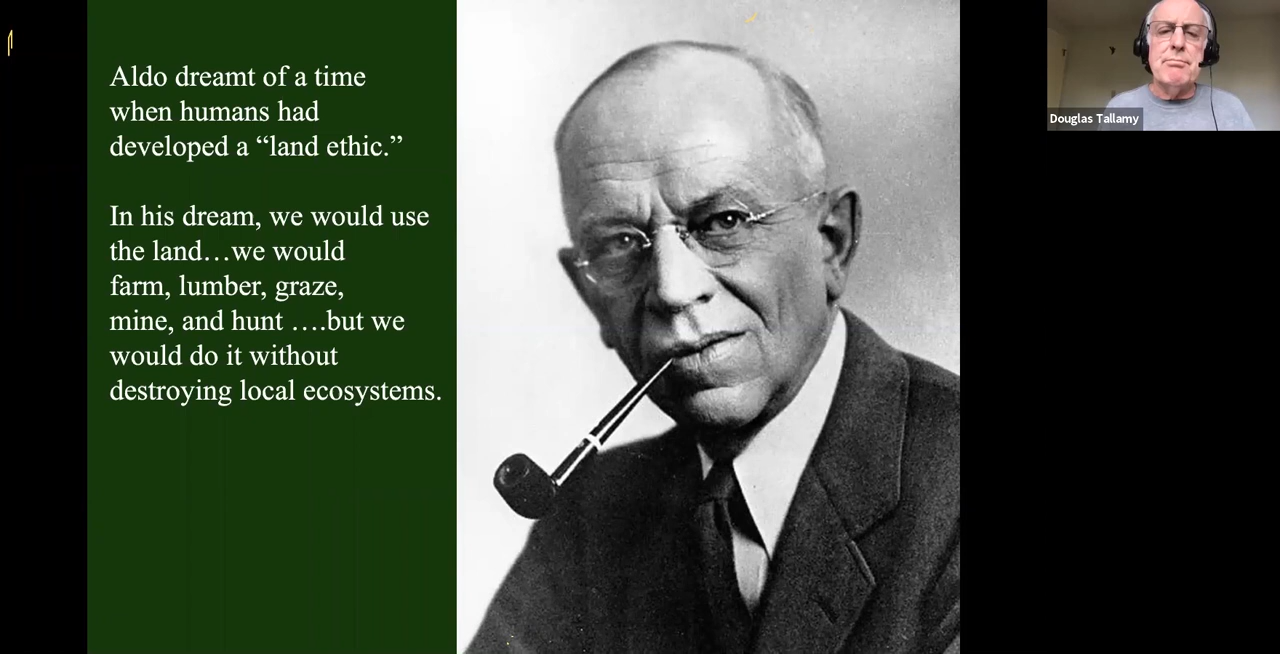 Aldo dreamt of a time
when humans had
developed a “land ethic.”
In his dream, we would use
the land…we would
farm, lumber, graze,
mine, and hunt ….but we
would do it without
destroying local ecosystems.
Douglas Tallamy